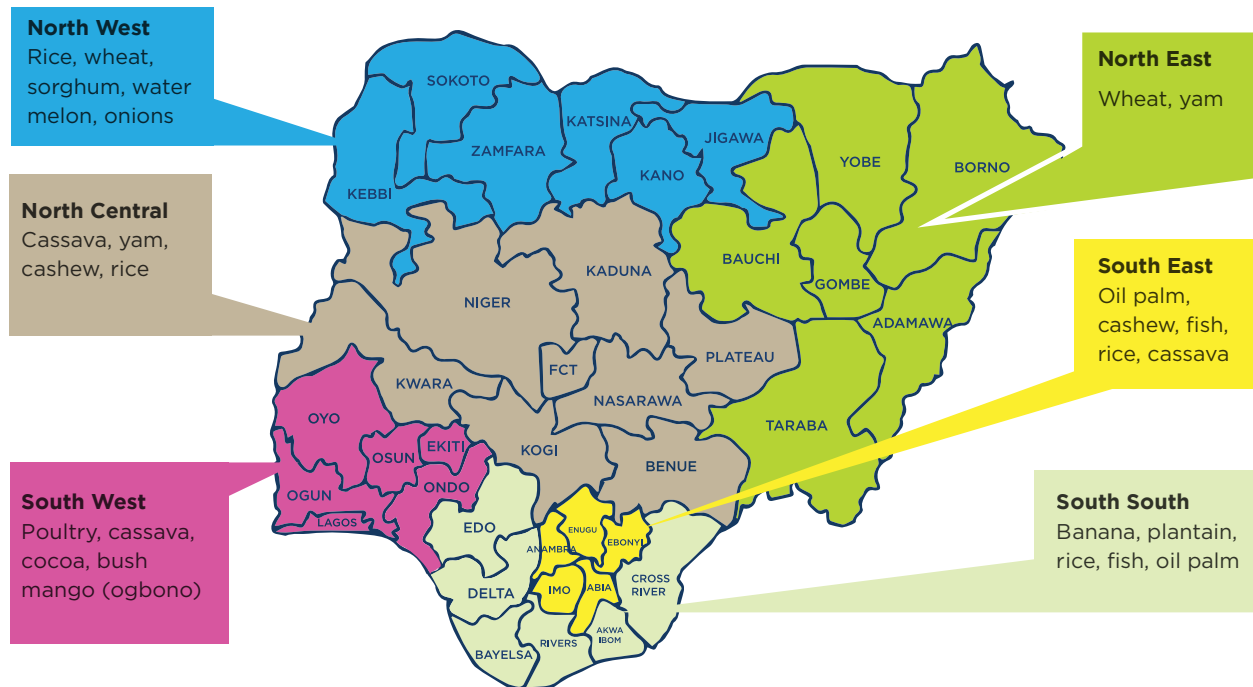 North West
Rice, wheat,
sorghum, water
melon, onions
North East
Wheat, yam
North Central
Cassava, yam,
cashew, rice
South East
Oil palm,
cashew, fish,
rice, cassava
South West
Poultry, cassava,
cocoa, bush
mango (ogbono)
South South
Banana, plantain,
rice, fish, oil palm
SOKOTO
KATSINA
JIGAWA
ZAMFARA
KANO
KEBBI
YOBE
BORNO
BAUCHI
GOMBE
KADUNA
NIGER
ADAMAWA
PLATEAU
FCT
KWARA
NASARAWA
TARABA
OYO
OSUN
EKITI
KOGI
BENUE
OGUN
ONDO
LAGOS
EDO
ENUGU
EBONYI
ANAMBRA
CROSS
RIVER
DELTA
IMO
ABIA
RIVERS
AKWA
IBOM
BAYELSA